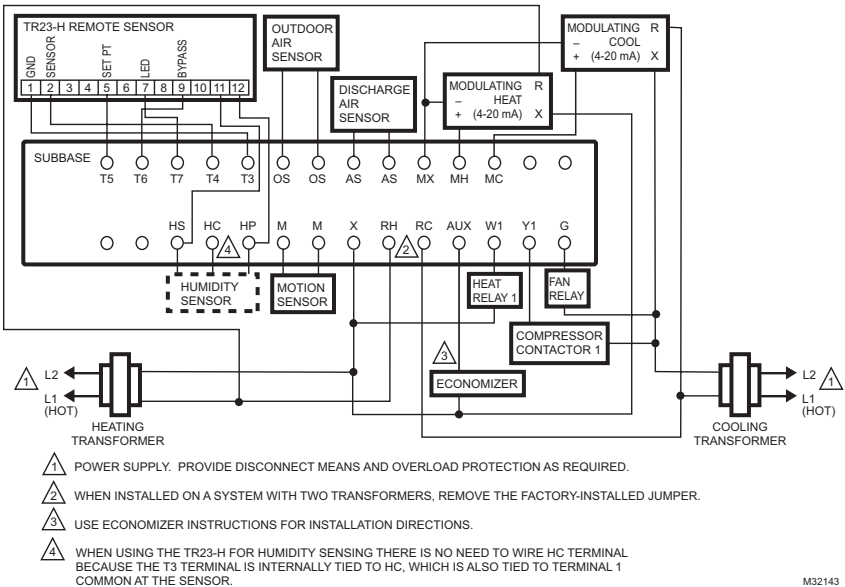 TR23-H REMOTE SENSOR
GND
SENSOR
SET PT
LED
BYPASS
1 2 3 4 5 6 7 8 9 10 11 12
OUTDOOR
AIR
SENSOR
DISCHARGE
AIR
SENSOR
MODULATING R
– HEAT
+ (4-20 mA) X
MODULATING R
– COOL
+ (4-20 mA) X
SUBBASE
T5 T6 T7 T4 T3 OS OS AS AS MX MH MC
HS HC HP M M X RH RC AUX W1 Y1 G
4
2
HUMIDITY
SENSOR
MOTION
SENSOR
HEAT
RELAY 1
FAN
RELAY
COMPRESSOR
CONTACTOR 1
3
ECONOMIZER
1
L2
L1
(HOT)
HEATING
TRANSFORMER
L2
1
L1
(HOT)
COOLING
TRANSFORMER
1 POWER SUPPLY. PROVIDE DISCONNECT MEANS AND OVERLOAD PROTECTION AS REQUIRED.
2 WHEN INSTALLED ON A SYSTEM WITH TWO TRANSFORMERS, REMOVE THE FACTORY-INSTALLED JUMPER.
3 USE ECONOMIZER INSTRUCTIONS FOR INSTALLATION DIRECTIONS.
4 WHEN USING THE TR23-H FOR HUMIDITY SENSING THERE IS NO NEED TO WIRE HC TERMINAL
BECAUSE THE T3 TERMINAL IS INTERNALLY TIED TO HC, WHICH IS ALSO TIED TO TERMINAL 1
COMMON AT THE SENSOR.
M32143